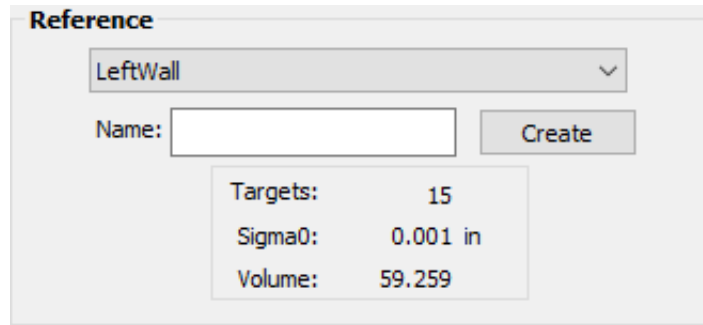 Reference
LeftWall
Name: Create
Targets: 15
Sigma0: 0.001 in
Volume: 59.259